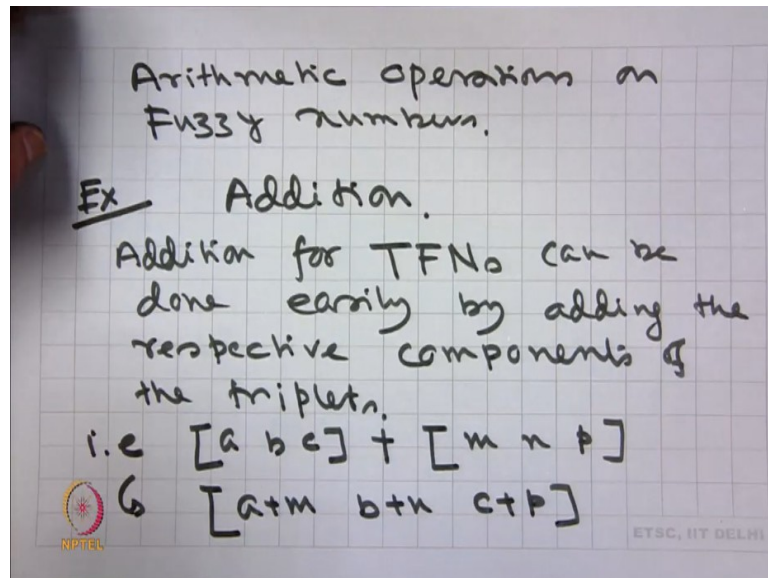 Arithmetic operations on
Fuzzy numbers.
Ex Addition.
Addition for TFNs can be
done easily by adding the
respective components of
the triplets.
i.e [a b c] + [m n p]
↳ [a+m b+n c+p]
NPTEL
ETSC, IIT DELHI